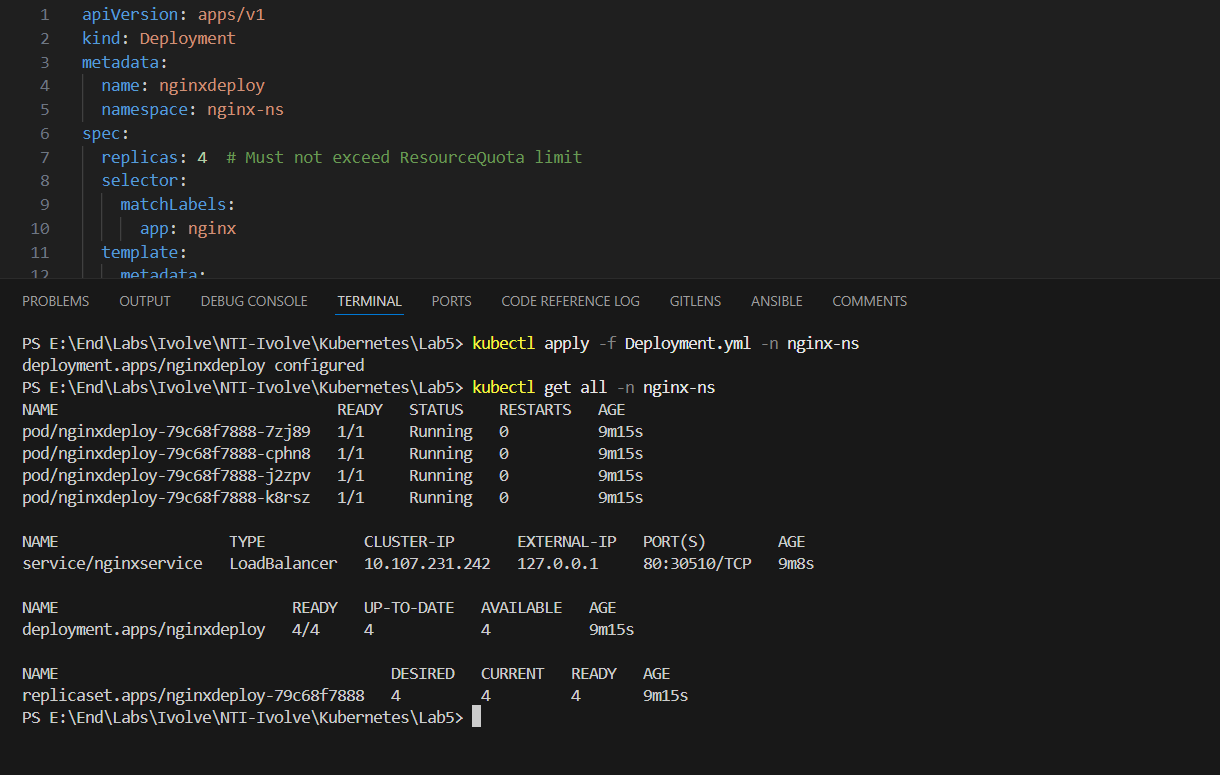 1 apiVersion: apps/v1
2 kind: Deployment
3 metadata:
4 name: nginxdeploy
5 namespace: nginx-ns
6 spec:
7 replicas: 4 # Must not exceed ResourceQuota limit
8 selector:
9 matchLabels:
10 app: nginx
11 template:
12 metadata:
PROBLEMS OUTPUT DEBUG CONSOLE TERMINAL PORTS CODE REFERENCE LOG GITLENS ANSIBLE COMMENTS
PS E:\End\Labs\Ivolve\NTI-Ivolve\Kubernetes\Lab5> kubectl apply -f Deployment.yml -n nginx-ns
deployment.apps/nginxdeploy configured
PS E:\End\Labs\Ivolve\NTI-Ivolve\Kubernetes\Lab5> kubectl get all -n nginx-ns
NAME READY STATUS RESTARTS AGE
pod/nginxdeploy-79c68f7888-7zj89 1/1 Running 0 9m15s
pod/nginxdeploy-79c68f7888-cphn8 1/1 Running 0 9m15s
pod/nginxdeploy-79c68f7888-j2zpv 1/1 Running 0 9m15s
pod/nginxdeploy-79c68f7888-k8rsz 1/1 Running 0 9m15s
NAME TYPE CLUSTER-IP EXTERNAL-IP PORT(S) AGE
service/nginxservice LoadBalancer 10.107.231.242 127.0.0.1 80:30510/TCP 9m8s
NAME READY UP-TO-DATE AVAILABLE AGE
deployment.apps/nginxdeploy 4/4 4 4 9m15s
NAME DESIRED CURRENT READY AGE
replicaset.apps/nginxdeploy-79c68f7888 4 4 4 9m15s
PS E:\End\Labs\Ivolve\NTI-Ivolve\Kubernetes\Lab5>